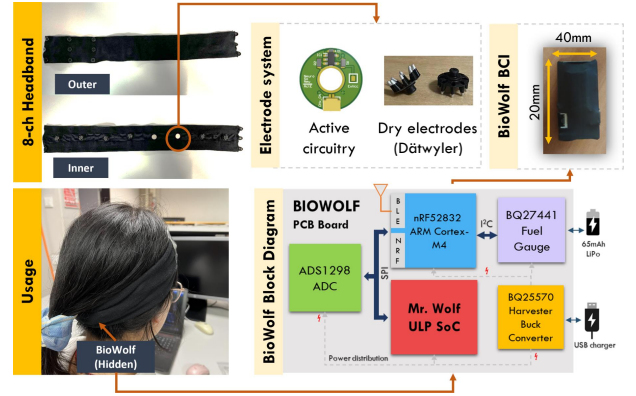 8-ch Headband
Outer
Inner
Electrode system
Active
circuitry
Dry electrodes
(Dätwyler)
BioWolf BCI
40mm
20mm
Usage
BioWolf
(Hidden)
BioWolf Block Diagram
BIOWOLF
PCB Board
BLE
NRF
nRF52832
ARM Cortex-
M4
I²C
BQ27441
Fuel
Gauge
65mAh
LiPo
ADS1298
ADC
SPI
Mr. Wolf
ULP SoC
BQ25570
Harvester
Buck
Converter
USB charger
Power distribution